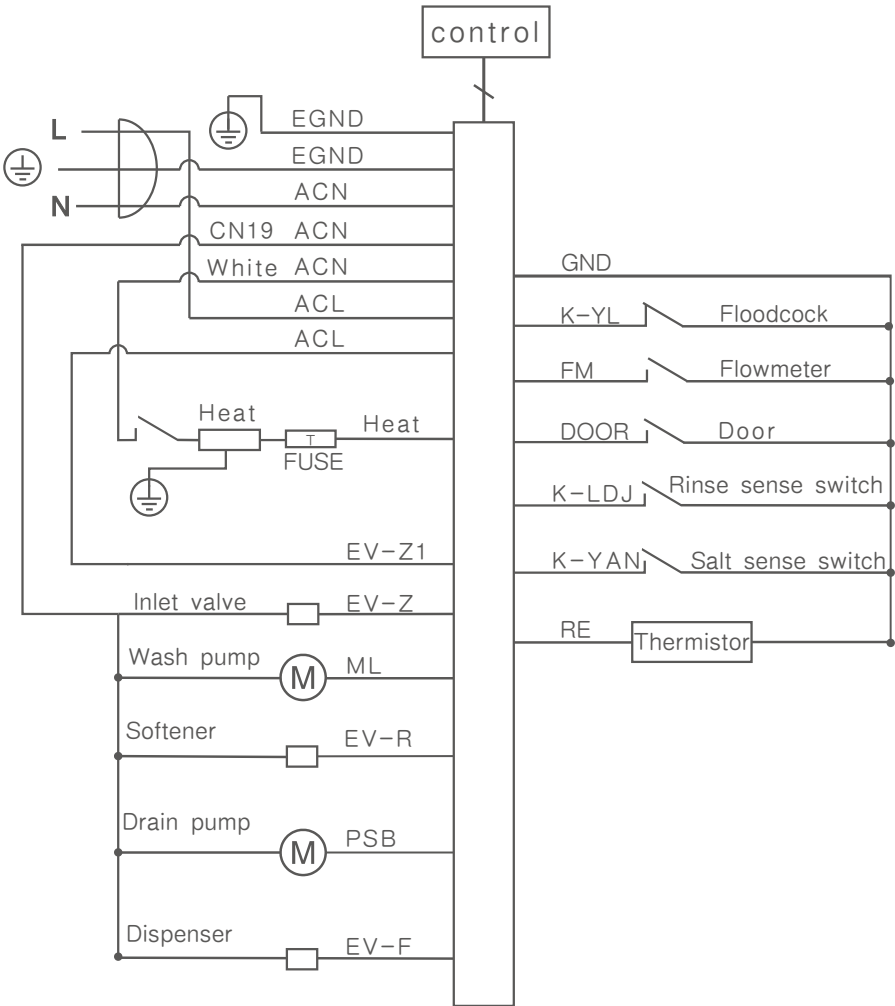 control
EGND
L
EGND
N
ACN
CN19 ACN
White ACN
ACL
ACL
Heat
Heat
T
FUSE
EV-Z1
Inlet valve
EV-Z
Wash pump
M
ML
Softener
EV-R
Drain pump
M
PSB
Dispenser
EV-F
GND
K-YL
Floodcock
FM
Flowmeter
DOOR
Door
K-LDJ
Rinse sense switch
K-YAN
Salt sense switch
RE
Thermistor